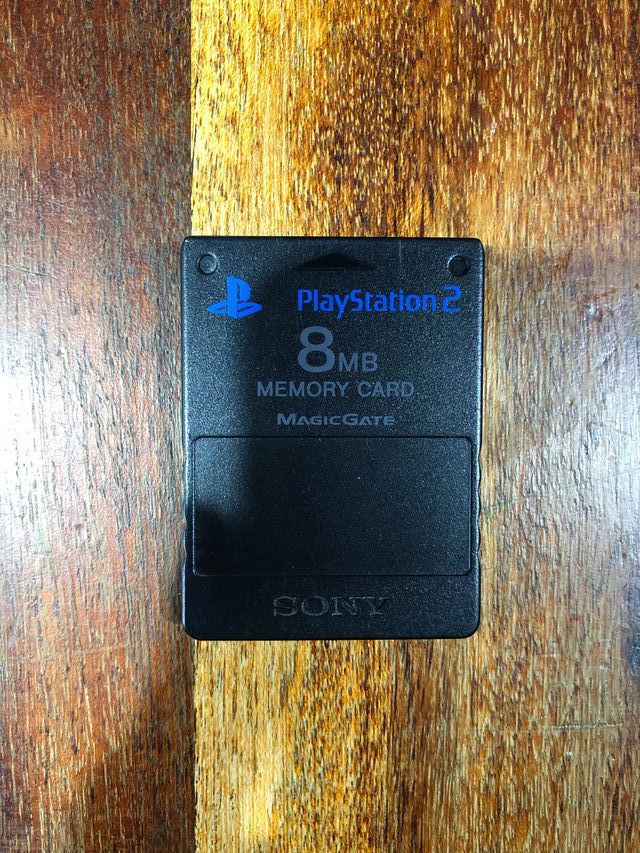 PlayStation 2
8MB
MEMORY CARD
MAGICGATE
SONY